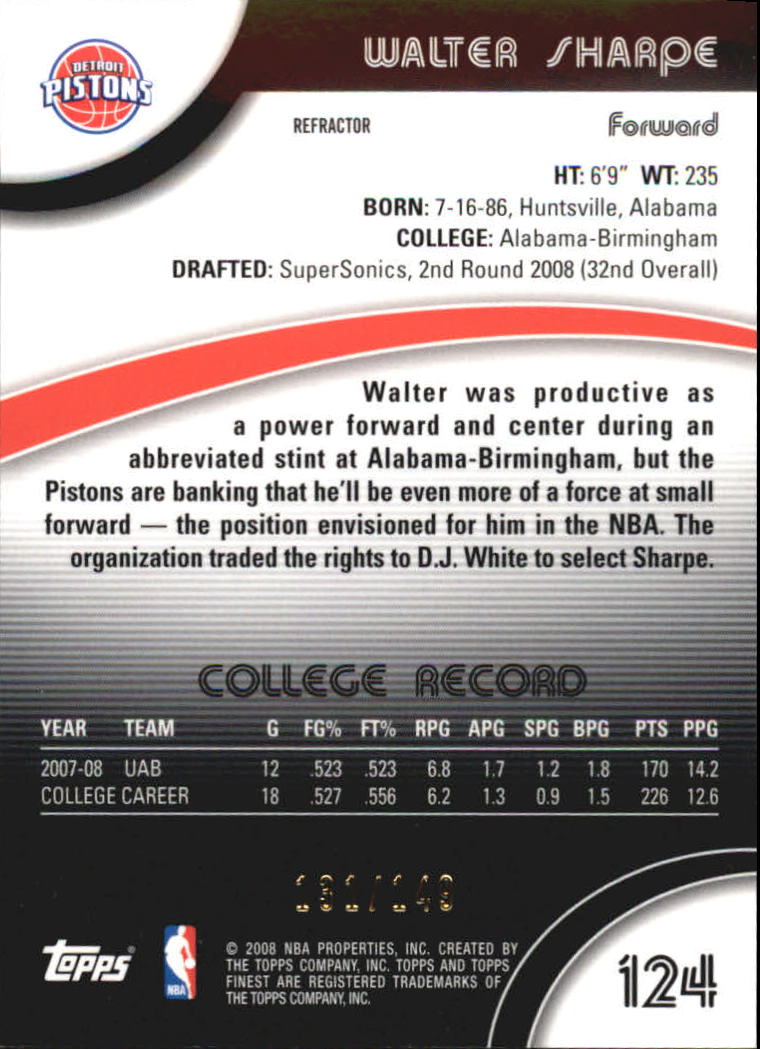 DETROIT
PISTONS
WALTER SHARPE
REFRACTOR
Forward
HT: 6'9" WT: 235
BORN: 7-16-86, Huntsville, Alabama
COLLEGE: Alabama-Birmingham
DRAFTED: SuperSonics, 2nd Round 2008 (32nd Overall)
Walter was productive as
a power forward and center during an
abbreviated stint at Alabama-Birmingham, but the
Pistons are banking that he'll be even more of a force at small
forward — the position envisioned for him in the NBA. The
organization traded the rights to D.J. White to select Sharpe.
COLLEGE RECORD
YEAR TEAM G FG% FT% RPG APG SPG BPG PTS PPG
2007-08 UAB 12 .523 .523 6.8 1.7 1.2 1.8 170 14.2
COLLEGE CAREER 18 .527 .556 6.2 1.3 0.9 1.5 226 12.6
131/149
topps
NBA
© 2008 NBA PROPERTIES, INC. CREATED BY
THE TOPPS COMPANY, INC. TOPPS AND TOPPS
FINEST ARE REGISTERED TRADEMARKS OF
THE TOPPS COMPANY, INC.
124